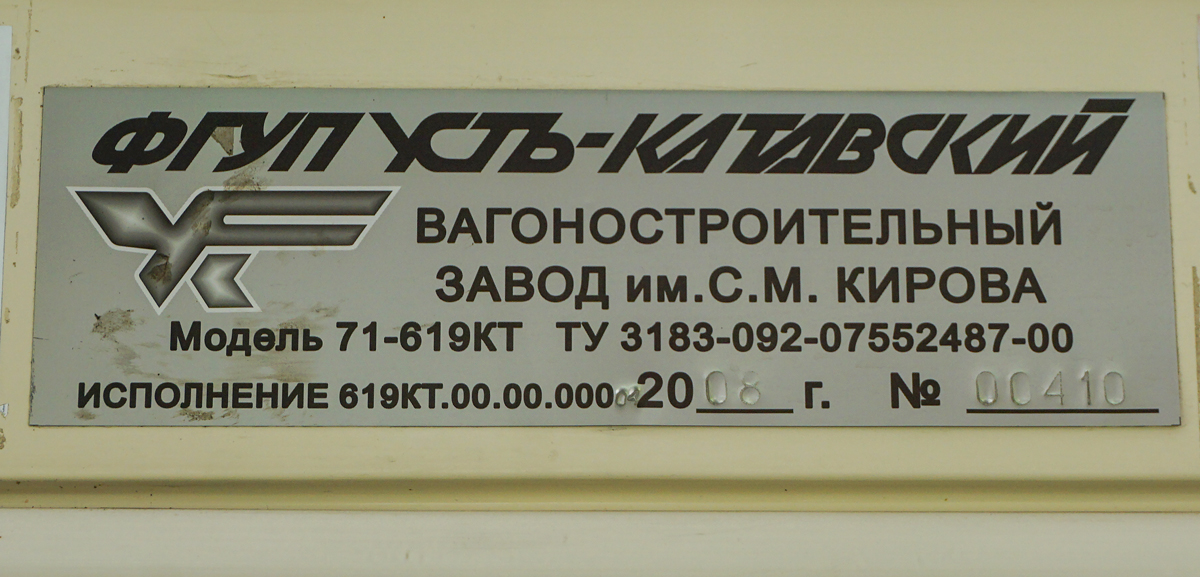 ФГУП УСТЬ-КАТАВСКИЙ
ВАГОНОСТРОИТЕЛЬНЫЙ
ЗАВОД им.С.М. КИРОВА
Модель 71-619КТ ТУ 3183-092-07552487-00
ИСПОЛНЕНИЕ 619КТ.00.00.000 2008 г. № 00410